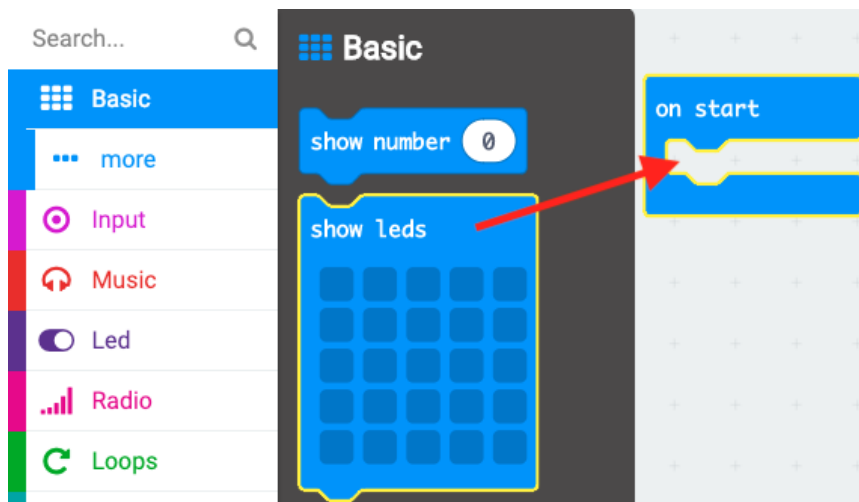 Search...
Basic
more
Input
Music
Led
Radio
Loops
Basic
show number 0
show leds
on start